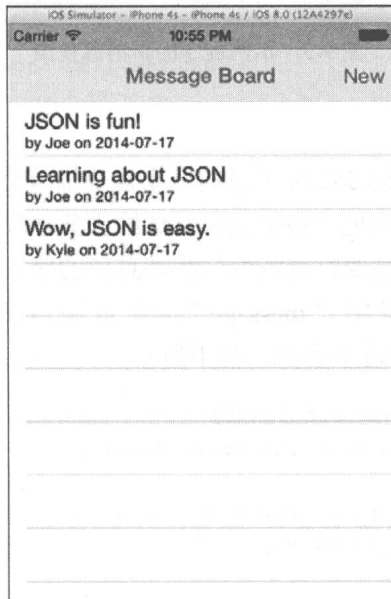 iOS Simulator - iPhone 4s - iPhone 4s / iOS 8.0 (12A4297e)
Carrier 10:55 PM
Message Board New
JSON is fun!
by Joe on 2014-07-17
Learning about JSON
by Joe on 2014-07-17
Wow, JSON is easy.
by Kyle on 2014-07-17